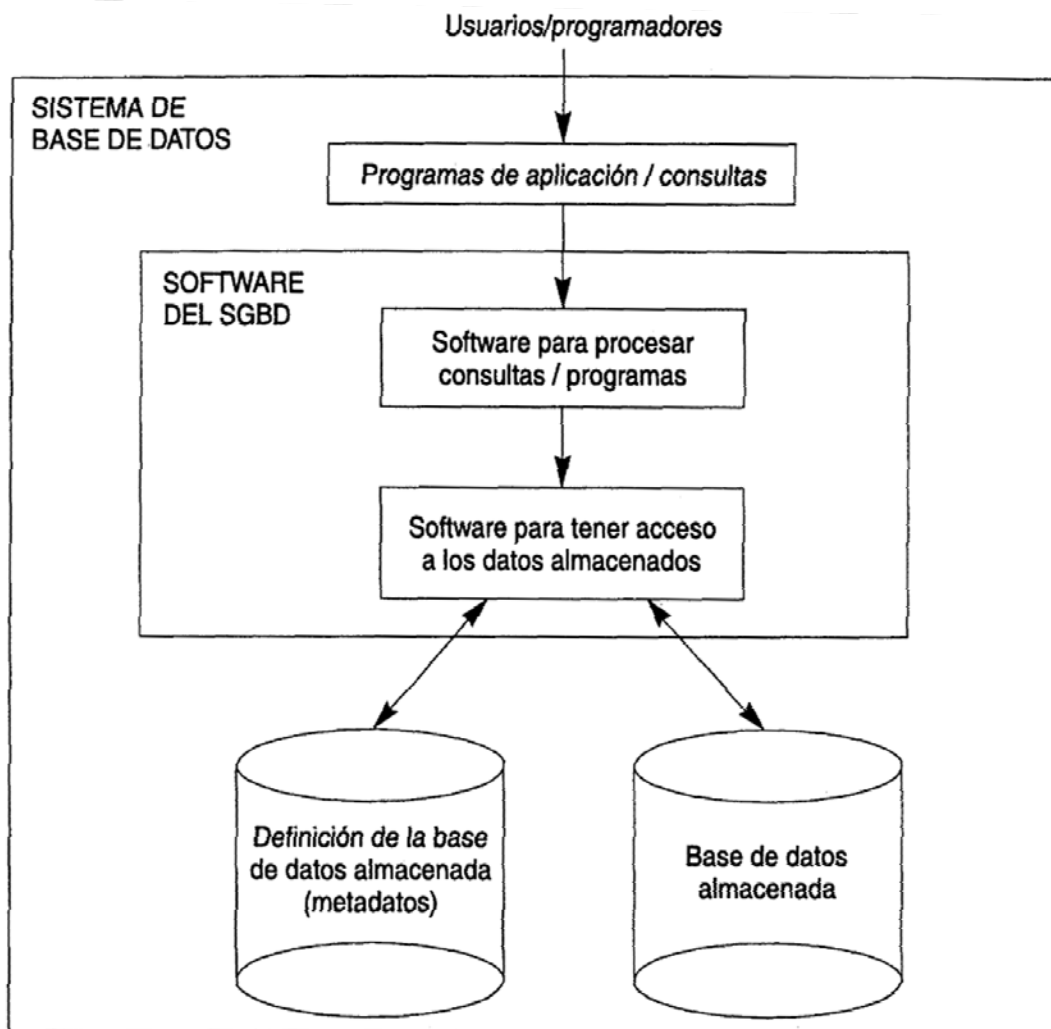 Usuarios/programadores
SISTEMA DE
BASE DE DATOS
Programas de aplicación / consultas
SOFTWARE
DEL SGBD
Software para procesar
consultas / programas
Software para tener acceso
a los datos almacenados
Definición de la base
de datos almacenada
(metadatos)
Base de datos
almacenada